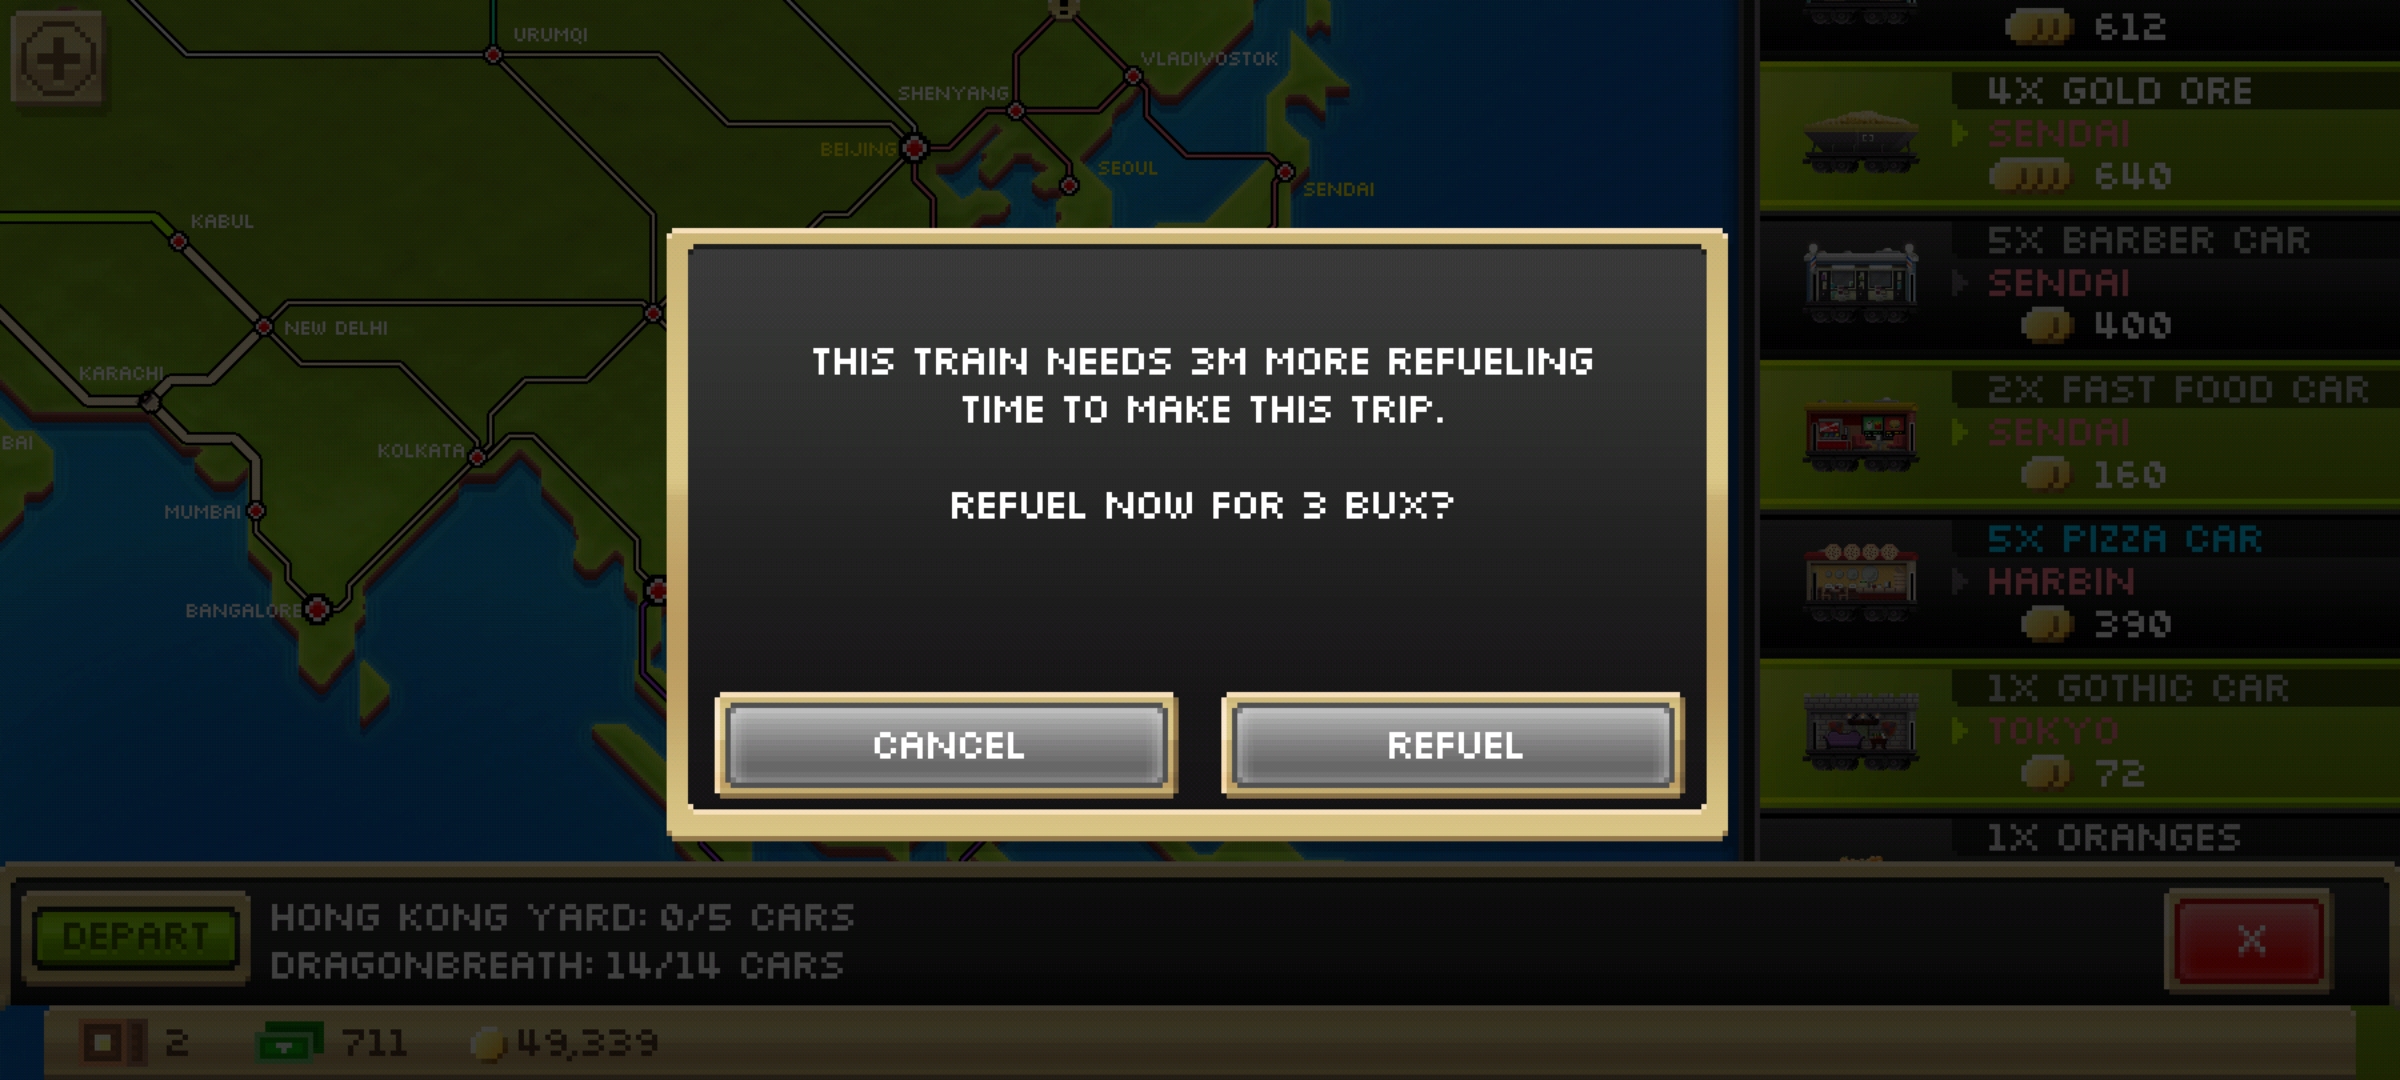 URUMQI
VLADIVOSTOK
SHENYANG
BEIJING
SEOUL
SENDAI
KABUL
NEW DELHI
KARACHI
BAI
KOLKATA
MUMBAI
BANGALORE
THIS TRAIN NEEDS 3M MORE REFUELING
TIME TO MAKE THIS TRIP.
REFUEL NOW FOR 3 BUX?
CANCEL
REFUEL
612
4X GOLD ORE
SENDAI
640
5X BARBER CAR
SENDAI
400
2X FAST FOOD CAR
SENDAI
160
5X PIZZA CAR
HARBIN
390
1X GOTHIC CAR
TOKYO
72
1X ORANGES
DEPART
HONG KONG YARD: 0/5 CARS
DRAGONBREATH: 14/14 CARS
X
2
711
49,339